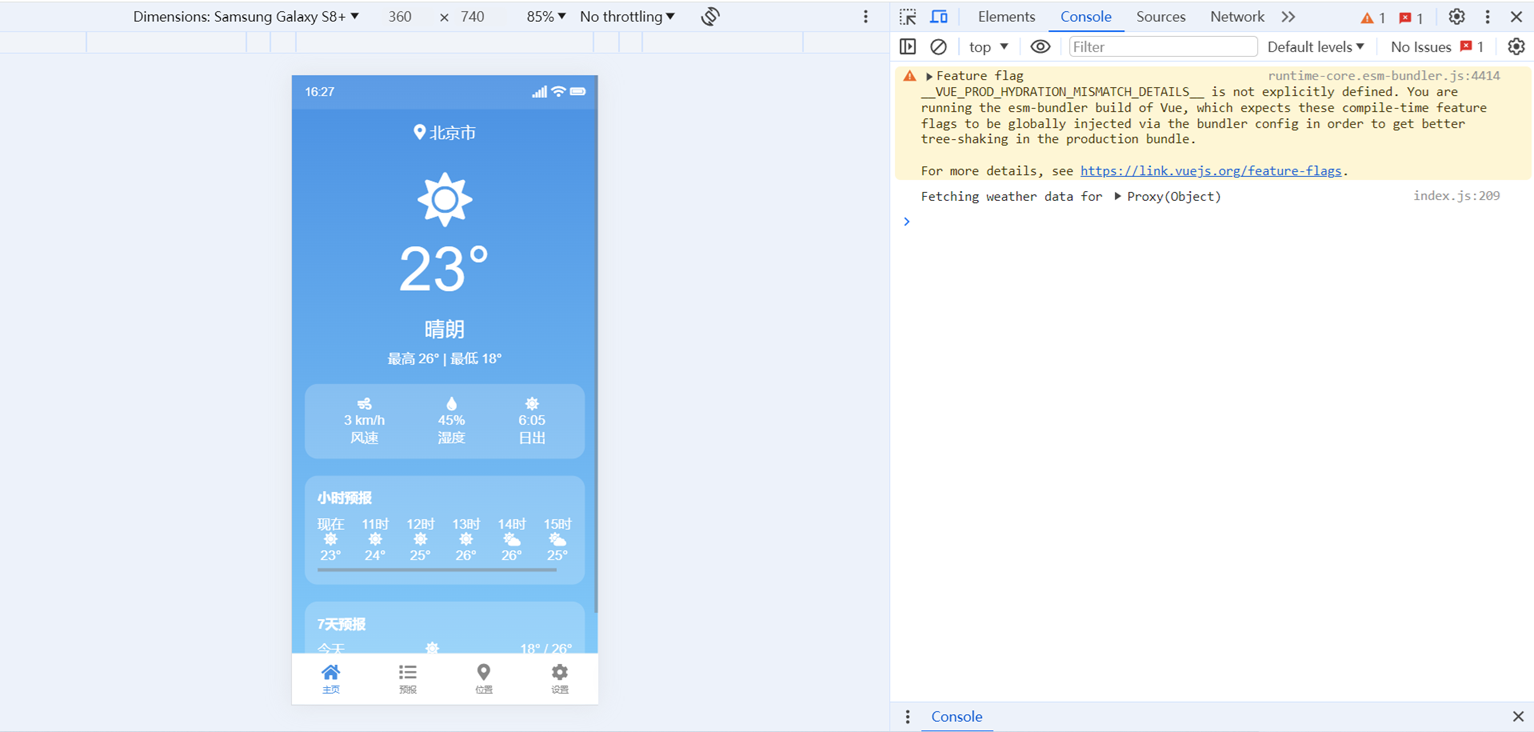 Dimensions: Samsung Galaxy S8+ ▼ 360 × 740 85% ▼ No throttling ▼
Elements Console Sources Network 1 1
top ▼ Filter Default levels ▼ No Issues 1
Feature flag runtime-core.esm-bundler.js:4414
__VUE_PROD_HYDRATION_MISMATCH_DETAILS__ is not explicitly defined. You are
running the esm-bundler build of Vue, which expects these compile-time feature
flags to be globally injected via the bundler config in order to get better
tree-shaking in the production bundle.
For more details, see https://link.vuejs.org/feature-flags.
Fetching weather data for ▶ Proxy(Object) index.js:209
16:27
北京市
23°
晴朗
最高 26° | 最低 18°
3 km/h 45% 6:05
风速 湿度 日出
小时预报
现在 11时 12时 13时 14时 15时
23° 24° 25° 26° 26° 25°
7天预报
今天 18° / 26°
主页 预报 位置 设置
Console